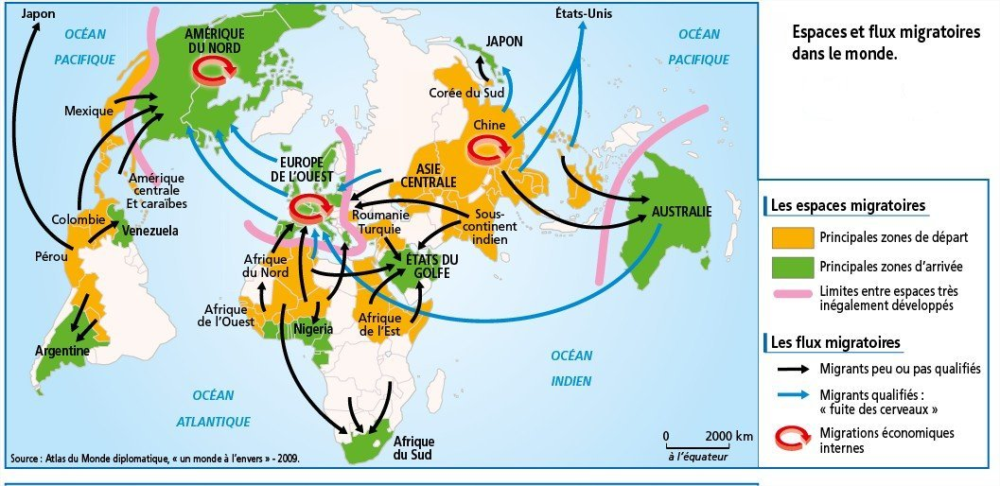 Japon
États-Unis
OCÉAN
PACIFIQUE
AMÉRIQUE
DU NORD
JAPON
OCÉAN
PACIFIQUE
Corée du Sud
Mexique
Chine
EUROPE
DE L'OUEST
ASIE
CENTRALE
Amérique
centrale
Et caraïbes
Roumanie
Turquie
Sous-
continent
indien
AUSTRALIE
Colombie
Venezuela
Pérou
Afrique
du Nord
ÉTATS DU
GOLFE
Afrique
de l'Ouest
Nigeria
Afrique
de l'Est
Argentine
OCÉAN
INDIEN
OCÉAN
ATLANTIQUE
Afrique
du Sud
0 2000 km
à l'équateur
Source : Atlas du Monde diplomatique, « un monde à l'envers » - 2009.
Espaces et flux migratoires
dans le monde.
Les espaces migratoires
Principales zones de départ
Principales zones d'arrivée
Limites entre espaces très
inégalement développés
Les flux migratoires
Migrants peu ou pas qualifiés
Migrants qualifiés :
« fuite des cerveaux »
Migrations économiques
internes